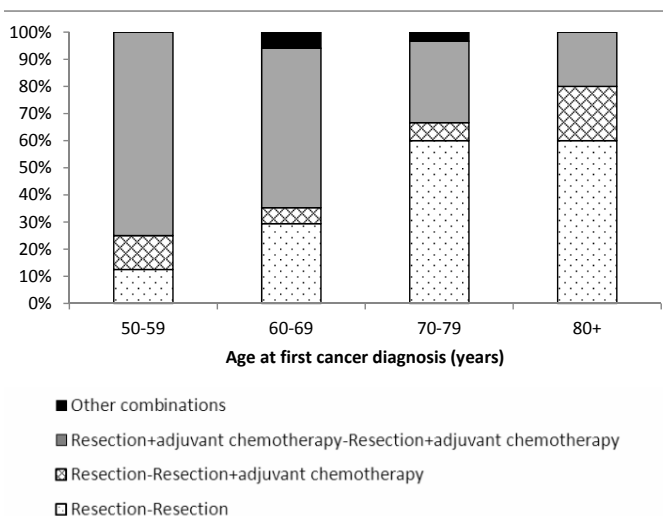 100%
90%
80%
70%
60%
50%
40%
30%
20%
10%
0%
50-59 60-69 70-79 80+
Age at first cancer diagnosis (years)
Other combinations
Resection+adjuvant chemotherapy-Resection+adjuvant chemotherapy
Resection-Resection+adjuvant chemotherapy
Resection-Resection